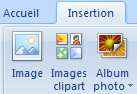 Accueil Insertion
Image Images Album
clipart photo